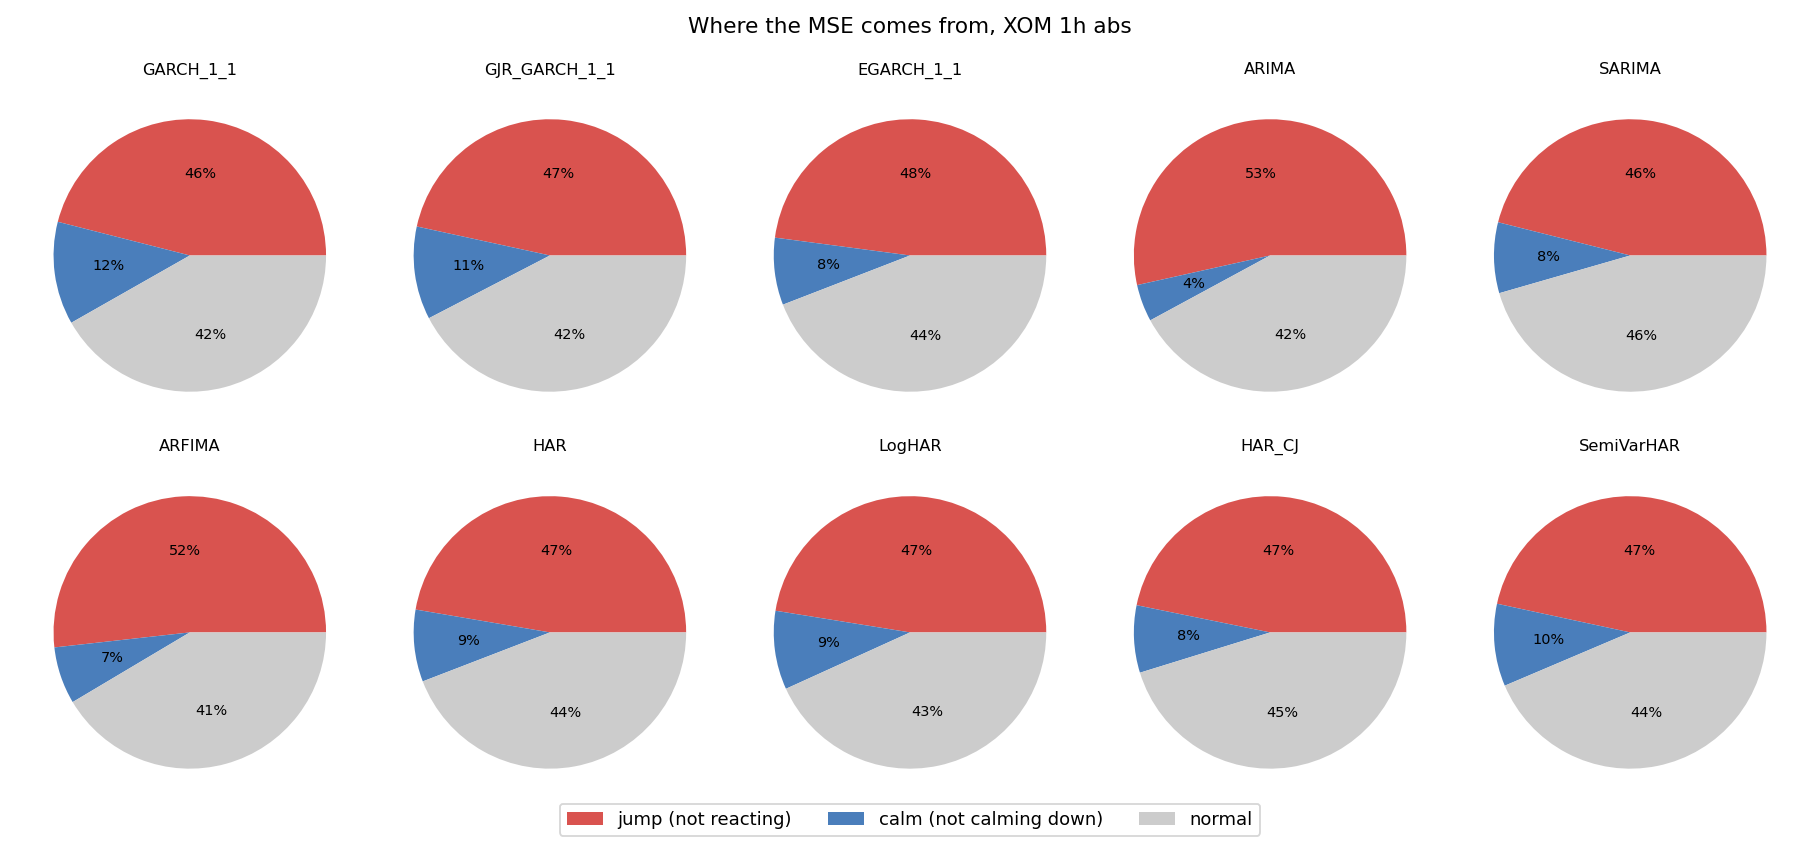 Where the MSE comes from, XOM 1h abs
GARCH_1_1
GJR_GARCH_1_1
EGARCH_1_1
ARIMA
SARIMA
46%
12%
42%
47%
11%
42%
48%
8%
44%
53%
4%
42%
46%
8%
46%
ARFIMA
HAR
LogHAR
HAR_CJ
SemiVarHAR
52%
7%
41%
47%
9%
44%
47%
9%
43%
47%
8%
45%
47%
10%
44%
jump (not reacting)
calm (not calming down)
normal